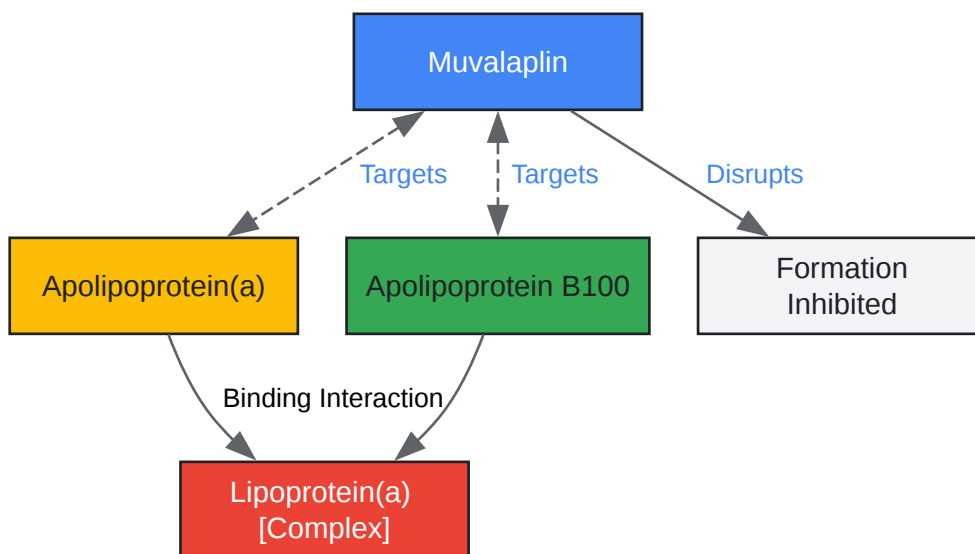 Muvalaplin
Targets
Targets
Disrupts
Apolipoprotein(a)
Apolipoprotein B100
Formation
Inhibited
Binding Interaction
Lipoprotein(a)
[Complex]